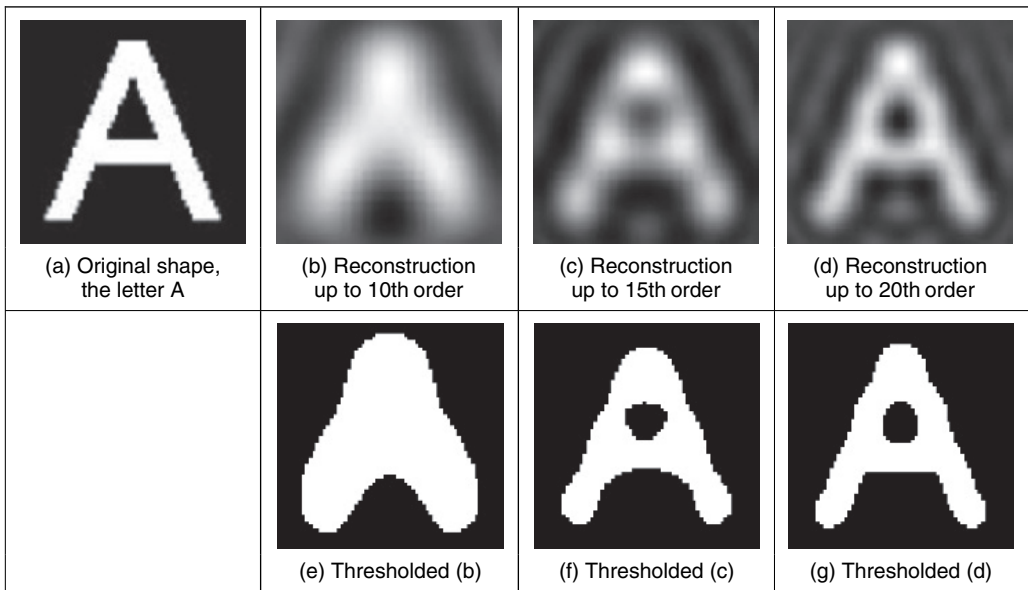 A
(a) Original shape,
the letter A
(b) Reconstruction
up to 10th order
(c) Reconstruction
up to 15th order
(d) Reconstruction
up to 20th order
(e) Thresholded (b)
(f) Thresholded (c)
(g) Thresholded (d)